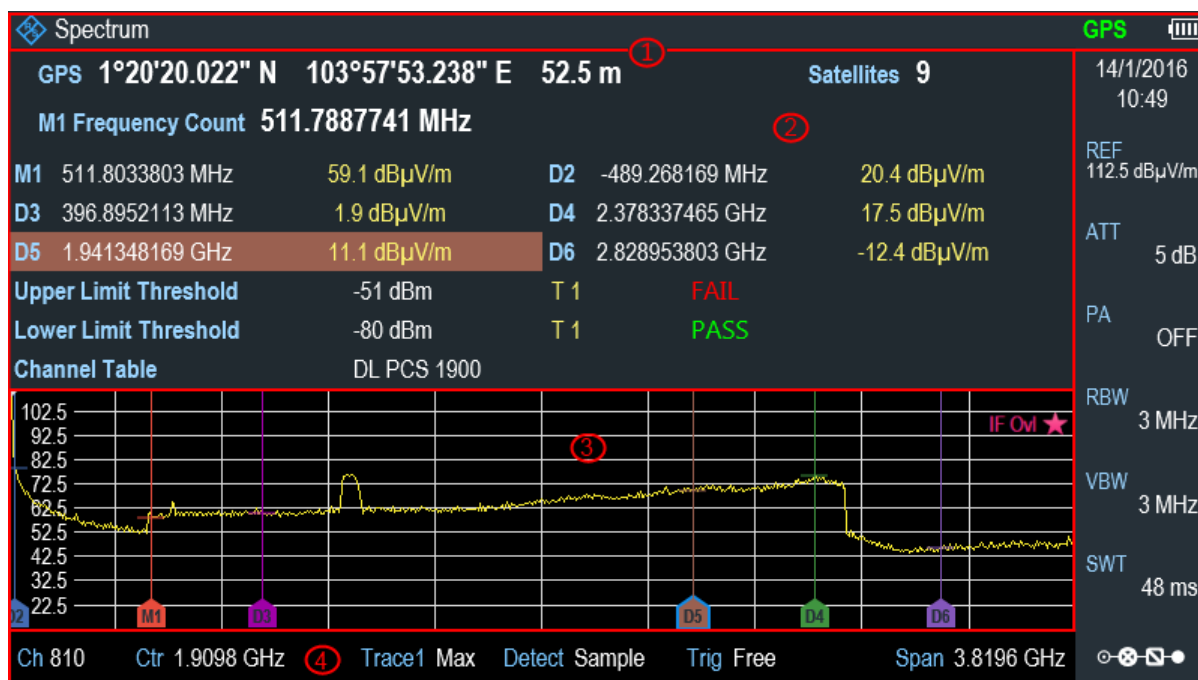 Spectrum GPS
①
GPS 1°20'20.022" N 103°57'53.238" E 52.5 m Satellites 9
14/1/2016
10:49
M1 Frequency Count 511.7887741 MHz
②
M1 511.8033803 MHz 59.1 dBµV/m D2 -489.268169 MHz 20.4 dBµV/m
D3 396.8952113 MHz 1.9 dBµV/m D4 2.378337465 GHz 17.5 dBµV/m
D5 1.941348169 GHz 11.1 dBµV/m D6 2.828953803 GHz -12.4 dBµV/m
Upper Limit Threshold -51 dBm T 1 FAIL
Lower Limit Threshold -80 dBm T 1 PASS
Channel Table DL PCS 1900
REF
112.5 dBµV/m
ATT
5 dB
PA
OFF
RBW
3 MHz
VBW
3 MHz
SWT
48 ms
102.5
IF Ovl
92.5
③
82.5
72.5
62.5
52.5
42.5
32.5
22.5
D2 M1 D3 D5 D4 D6
Ch 810 Ctr 1.9098 GHz ④ Trace1 Max Detect Sample Trig Free Span 3.8196 GHz